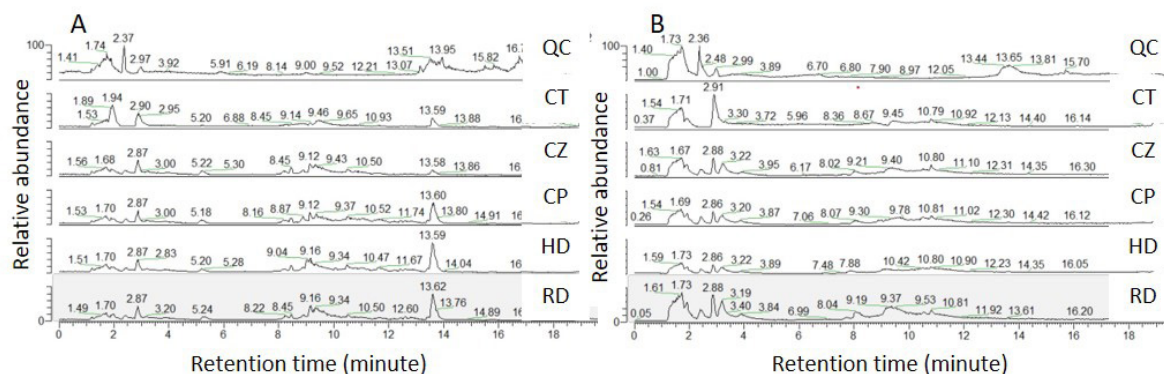 A
100
1.41 1.74 2.37 2.97 3.92 5.91 6.19 8.14 9.00 9.52 12.21 13.07 13.51 13.95 15.82 16.7 QC
1.53 1.89 1.94 2.90 2.95 5.20 6.88 8.45 9.14 9.46 9.65 10.93 13.59 13.88 16. CT
1.56 1.68 2.87 3.00 5.22 5.30 8.45 9.12 9.43 10.50 13.58 13.86 16. CZ
1.53 1.70 2.87 3.00 5.18 8.16 8.87 9.12 9.37 10.52 11.74 13.60 13.80 14.91 16. CP
1.51 1.70 2.87 2.83 5.20 5.28 9.04 9.16 9.34 10.47 11.67 13.59 14.04 16. HD
1.49 1.70 2.87 3.20 5.24 8.22 8.45 9.16 9.34 10.50 12.60 13.62 13.76 14.89 16. RD
0
0 2 4 6 8 10 12 14 16 18
Relative abundance
Retention time (minute)
B
100
1.00 1.40 1.73 2.36 2.48 2.99 3.89 6.70 6.80 7.90 8.97 12.05 13.44 13.65 13.81 15.70 QC
0.37 1.54 1.71 2.91 3.30 3.72 5.96 8.36 8.67 9.45 10.79 10.92 12.13 14.40 16.14 CT
0.81 1.63 1.67 2.88 3.22 3.95 6.17 8.02 9.21 9.40 10.80 11.10 12.31 14.35 16.30 CZ
0.26 1.54 1.69 2.86 3.20 3.87 7.06 8.07 9.30 9.78 10.81 11.02 12.30 14.42 16.12 CP
1.59 1.73 2.86 3.22 3.89 7.48 7.88 10.42 10.80 10.90 12.23 14.35 16.05 HD
0.05 1.61 1.73 2.88 3.19 3.40 3.84 6.99 8.04 9.19 9.37 9.53 10.81 11.92 13.61 16.20 RD
0
0 2 4 6 8 10 12 14 16 18
Relative abundance
Retention time (minute)